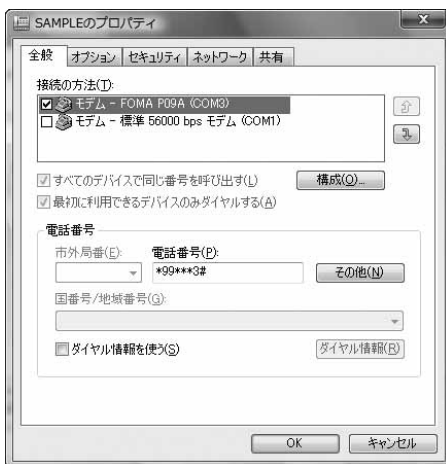 SAMPLEのプロパティ
全般 オプション セキュリティ ネットワーク 共有
接続の方法(T):
モデム - FOMA P09A (COM3)
モデム - 標準 56000 bps モデム (COM1)
すべてのデバイスで同じ番号を呼び出す(L) 構成(O)...
最初に利用できるデバイスのみダイヤルする(A)
電話番号
市外局番(E): 電話番号(P):
*99***3# その他(N)
国番号/地域番号(G):
ダイヤル情報を使う(S) ダイヤル情報(R)
OK キャンセル